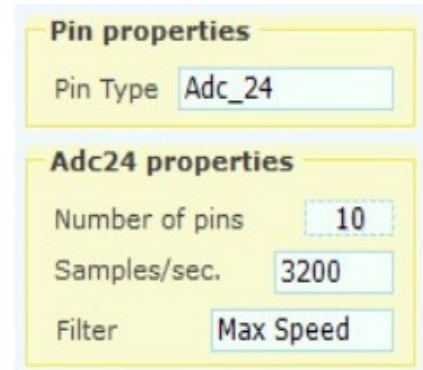 Pin properties
Pin Type Adc_24
Adc24 properties
Number of pins 10
Samples/sec. 3200
Filter Max Speed